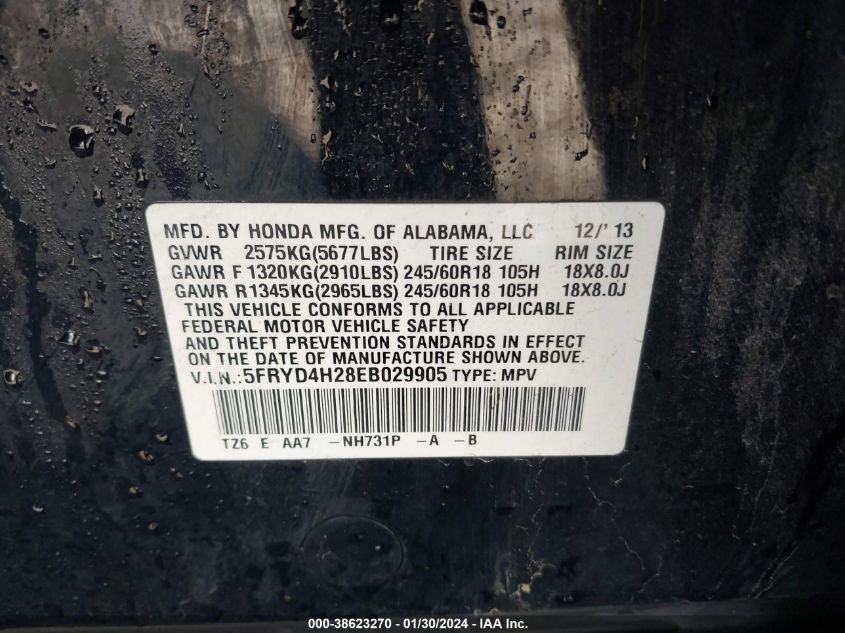 MFD. BY HONDA MFG. OF ALABAMA, LLC 12/'13
GVWR 2575KG(5677LBS) TIRE SIZE RIM SIZE
GAWR F 1320KG(2910LBS) 245/60R18 105H 18X8.0J
GAWR R1345KG(2965LBS) 245/60R18 105H 18X8.0J
THIS VEHICLE CONFORMS TO ALL APPLICABLE
FEDERAL MOTOR VEHICLE SAFETY
AND THEFT PREVENTION STANDARDS IN EFFECT
ON THE DATE OF MANUFACTURE SHOWN ABOVE.
V.I.N.:5FRYD4H28EB029905 TYPE: MPV
TZ6 E AA7 -NH731P -A -B
000-38623270 - 01/30/2024 - IAA Inc.